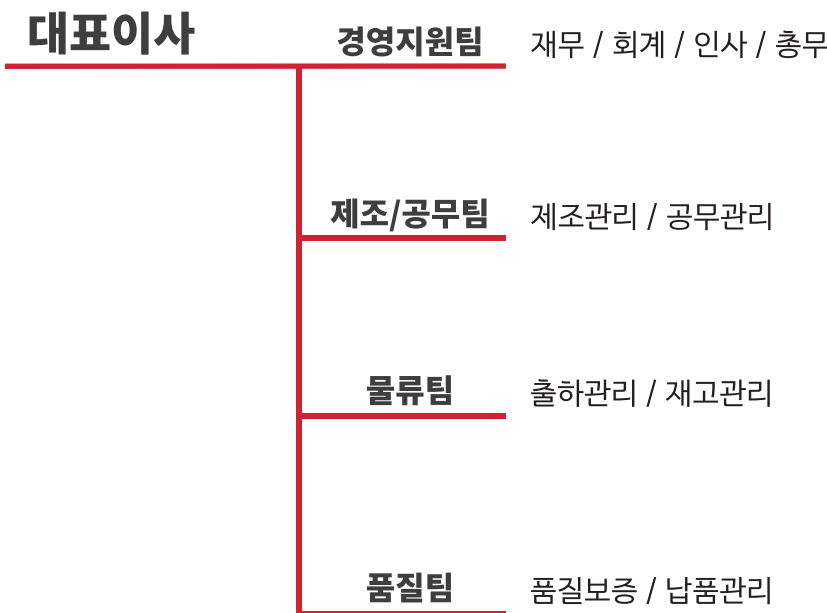 대표이사
경영지원팀 재무 / 회계 / 인사 / 총무
제조/공무팀 제조관리 / 공무관리
물류팀 출하관리 / 재고관리
품질팀 품질보증 / 납품관리